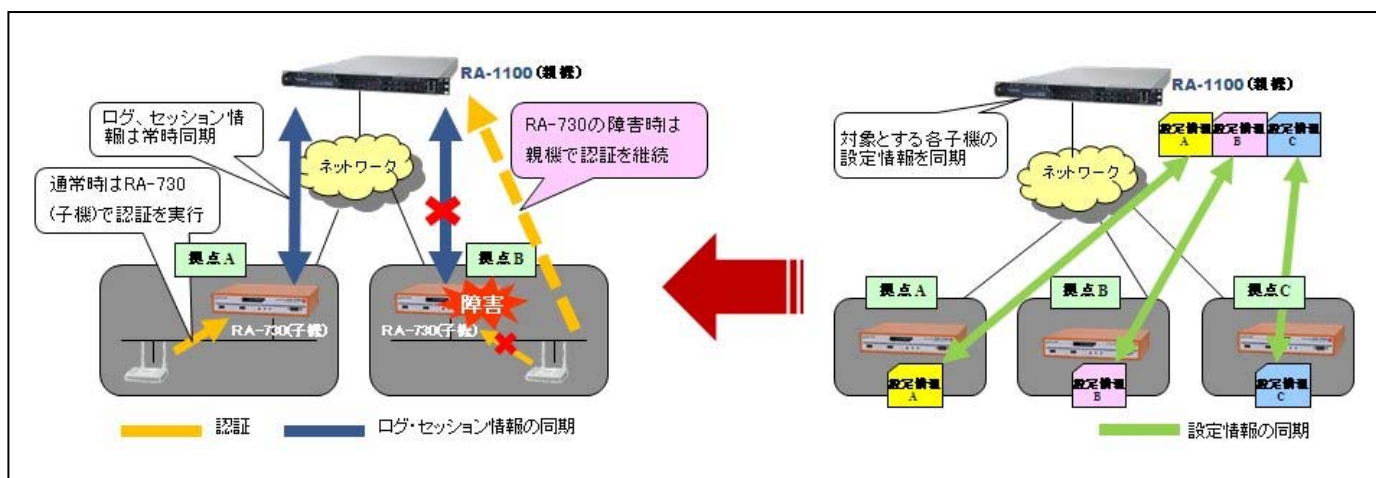 RA-1100(親機)
ログ、セッション情
報は常時同期
RA-730の障害時は
親機で認証を継続
ネットワーク
通常時はRA-730
(子機)で認証を実行
拠点A
拠点B
障害
RA-730(子機)
RA-730(子機)
認証
ログ・セッション情報の同期
RA-1100(親機)
対象とする各子機の
設定情報を同期
設定情報
A
設定情報
B
設定情報
C
ネットワーク
拠点A
拠点B
拠点C
設定情報
A
設定情報
B
設定情報
C
設定情報の同期